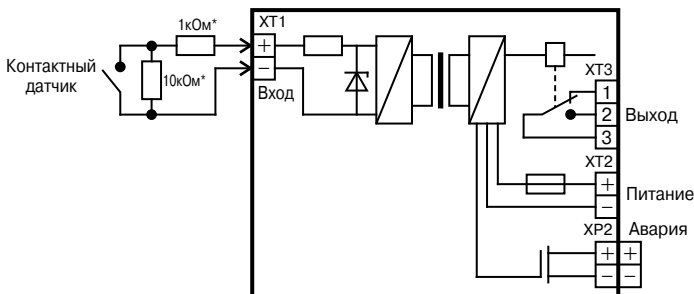 1кОм*
XT1
+
Контактный
датчик
10кОм*
−
Вход
XT3
1
2
Выход
3
XT2
+
Питание
−
XP2
Авария
+ +
− −